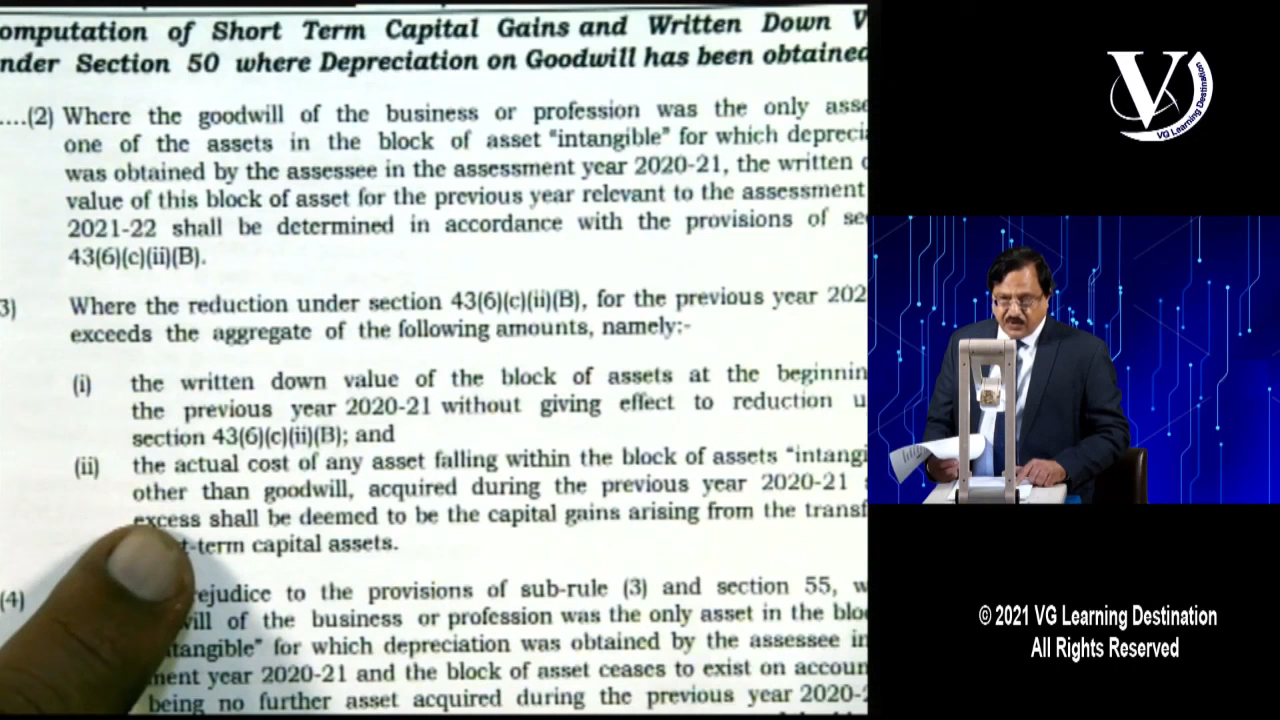 omputation of Short Term Capital Gains and Written Down V
nder Section 50 where Depreciation on Goodwill has been obtained
....(2) Where the goodwill of the business or profession was the only asse
one of the assets in the block of asset "intangible" for which deprecia
was obtained by the assessee in the assessment year 2020-21, the written
value of this block of asset for the previous year relevant to the assessment
2021-22 shall be determined in accordance with the provisions of se
43(6)(c)(ii)(B).
3) Where the reduction under section 43(6)(c)(ii)(B), for the previous year 202
exceeds the aggregate of the following amounts, namely:-
(i) the written down value of the block of assets at the beginnin
the previous year 2020-21 without giving effect to reduction u
section 43(6)(c)(ii)(B); and
(ii) the actual cost of any asset falling within the block of assets "intangi
other than goodwill, acquired during the previous year 2020-21
excess shall be deemed to be the capital gains arising from the transf
t-term capital assets.
(4) rejudice to the provisions of sub-rule (3) and section 55, w
will of the business or profession was the only asset in the bloc
tangible" for which depreciation was obtained by the assessee in
ment year 2020-21 and the block of asset ceases to exist on accoun
being no further asset acquired during the previous year 2020-2
V
VG Learning Destination
© 2021 VG Learning Destination
All Rights Reserved